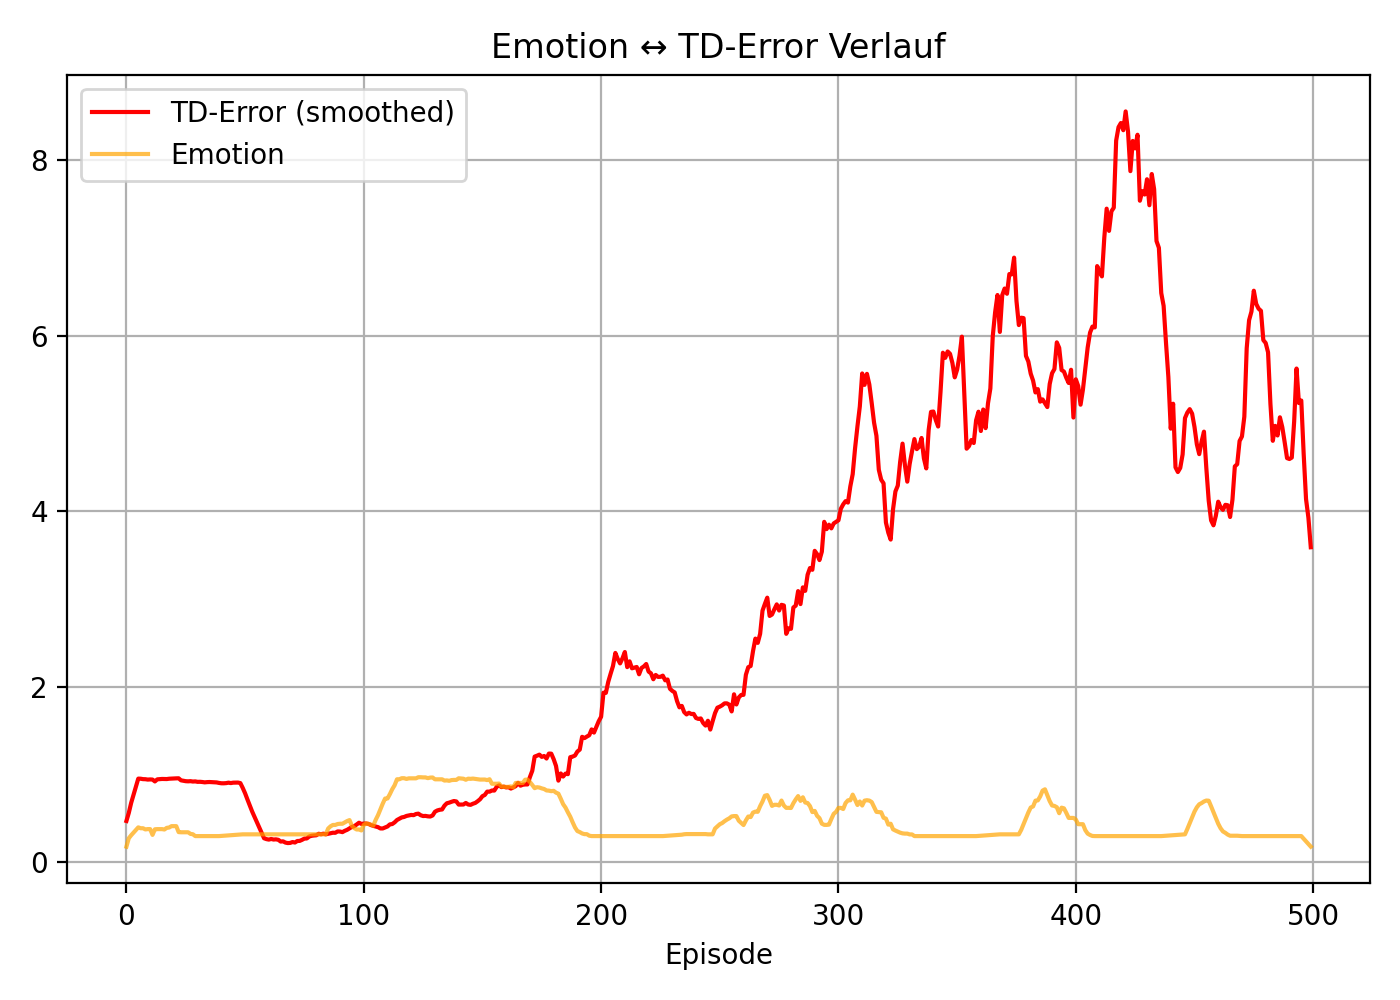 Emotion ↔ TD-Error Verlauf
TD-Error (smoothed)
Emotion
8
6
4
2
0
0 100 200 300 400 500
Episode